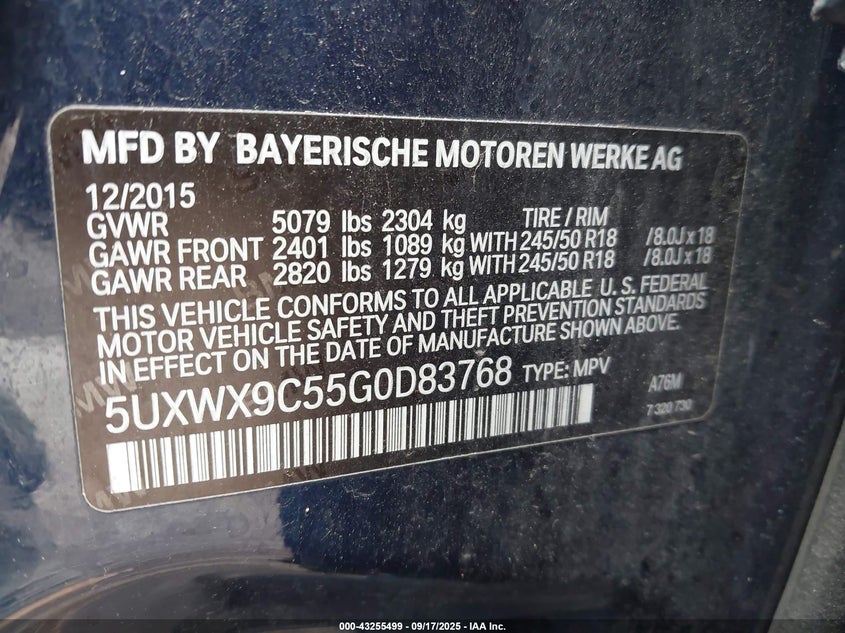 MFD BY BAYERISCHE MOTOREN WERKE AG
12/2015
GVWR 5079 lbs 2304 kg TIRE / RIM
GAWR FRONT 2401 lbs 1089 kg WITH 245/50 R18 /8.0J x 18
GAWR REAR 2820 lbs 1279 kg WITH 245/50 R18 /8.0J x 18
THIS VEHICLE CONFORMS TO ALL APPLICABLE U. S. FEDERAL
MOTOR VEHICLE SAFETY AND THEFT PREVENTION STANDARDS
IN EFFECT ON THE DATE OF MANUFACTURE SHOWN ABOVE.
5UXWX9C55G0D83768 TYPE: MPV
A7GM
7 320 730
000-43255499 - 09/17/2025 - IAA Inc.